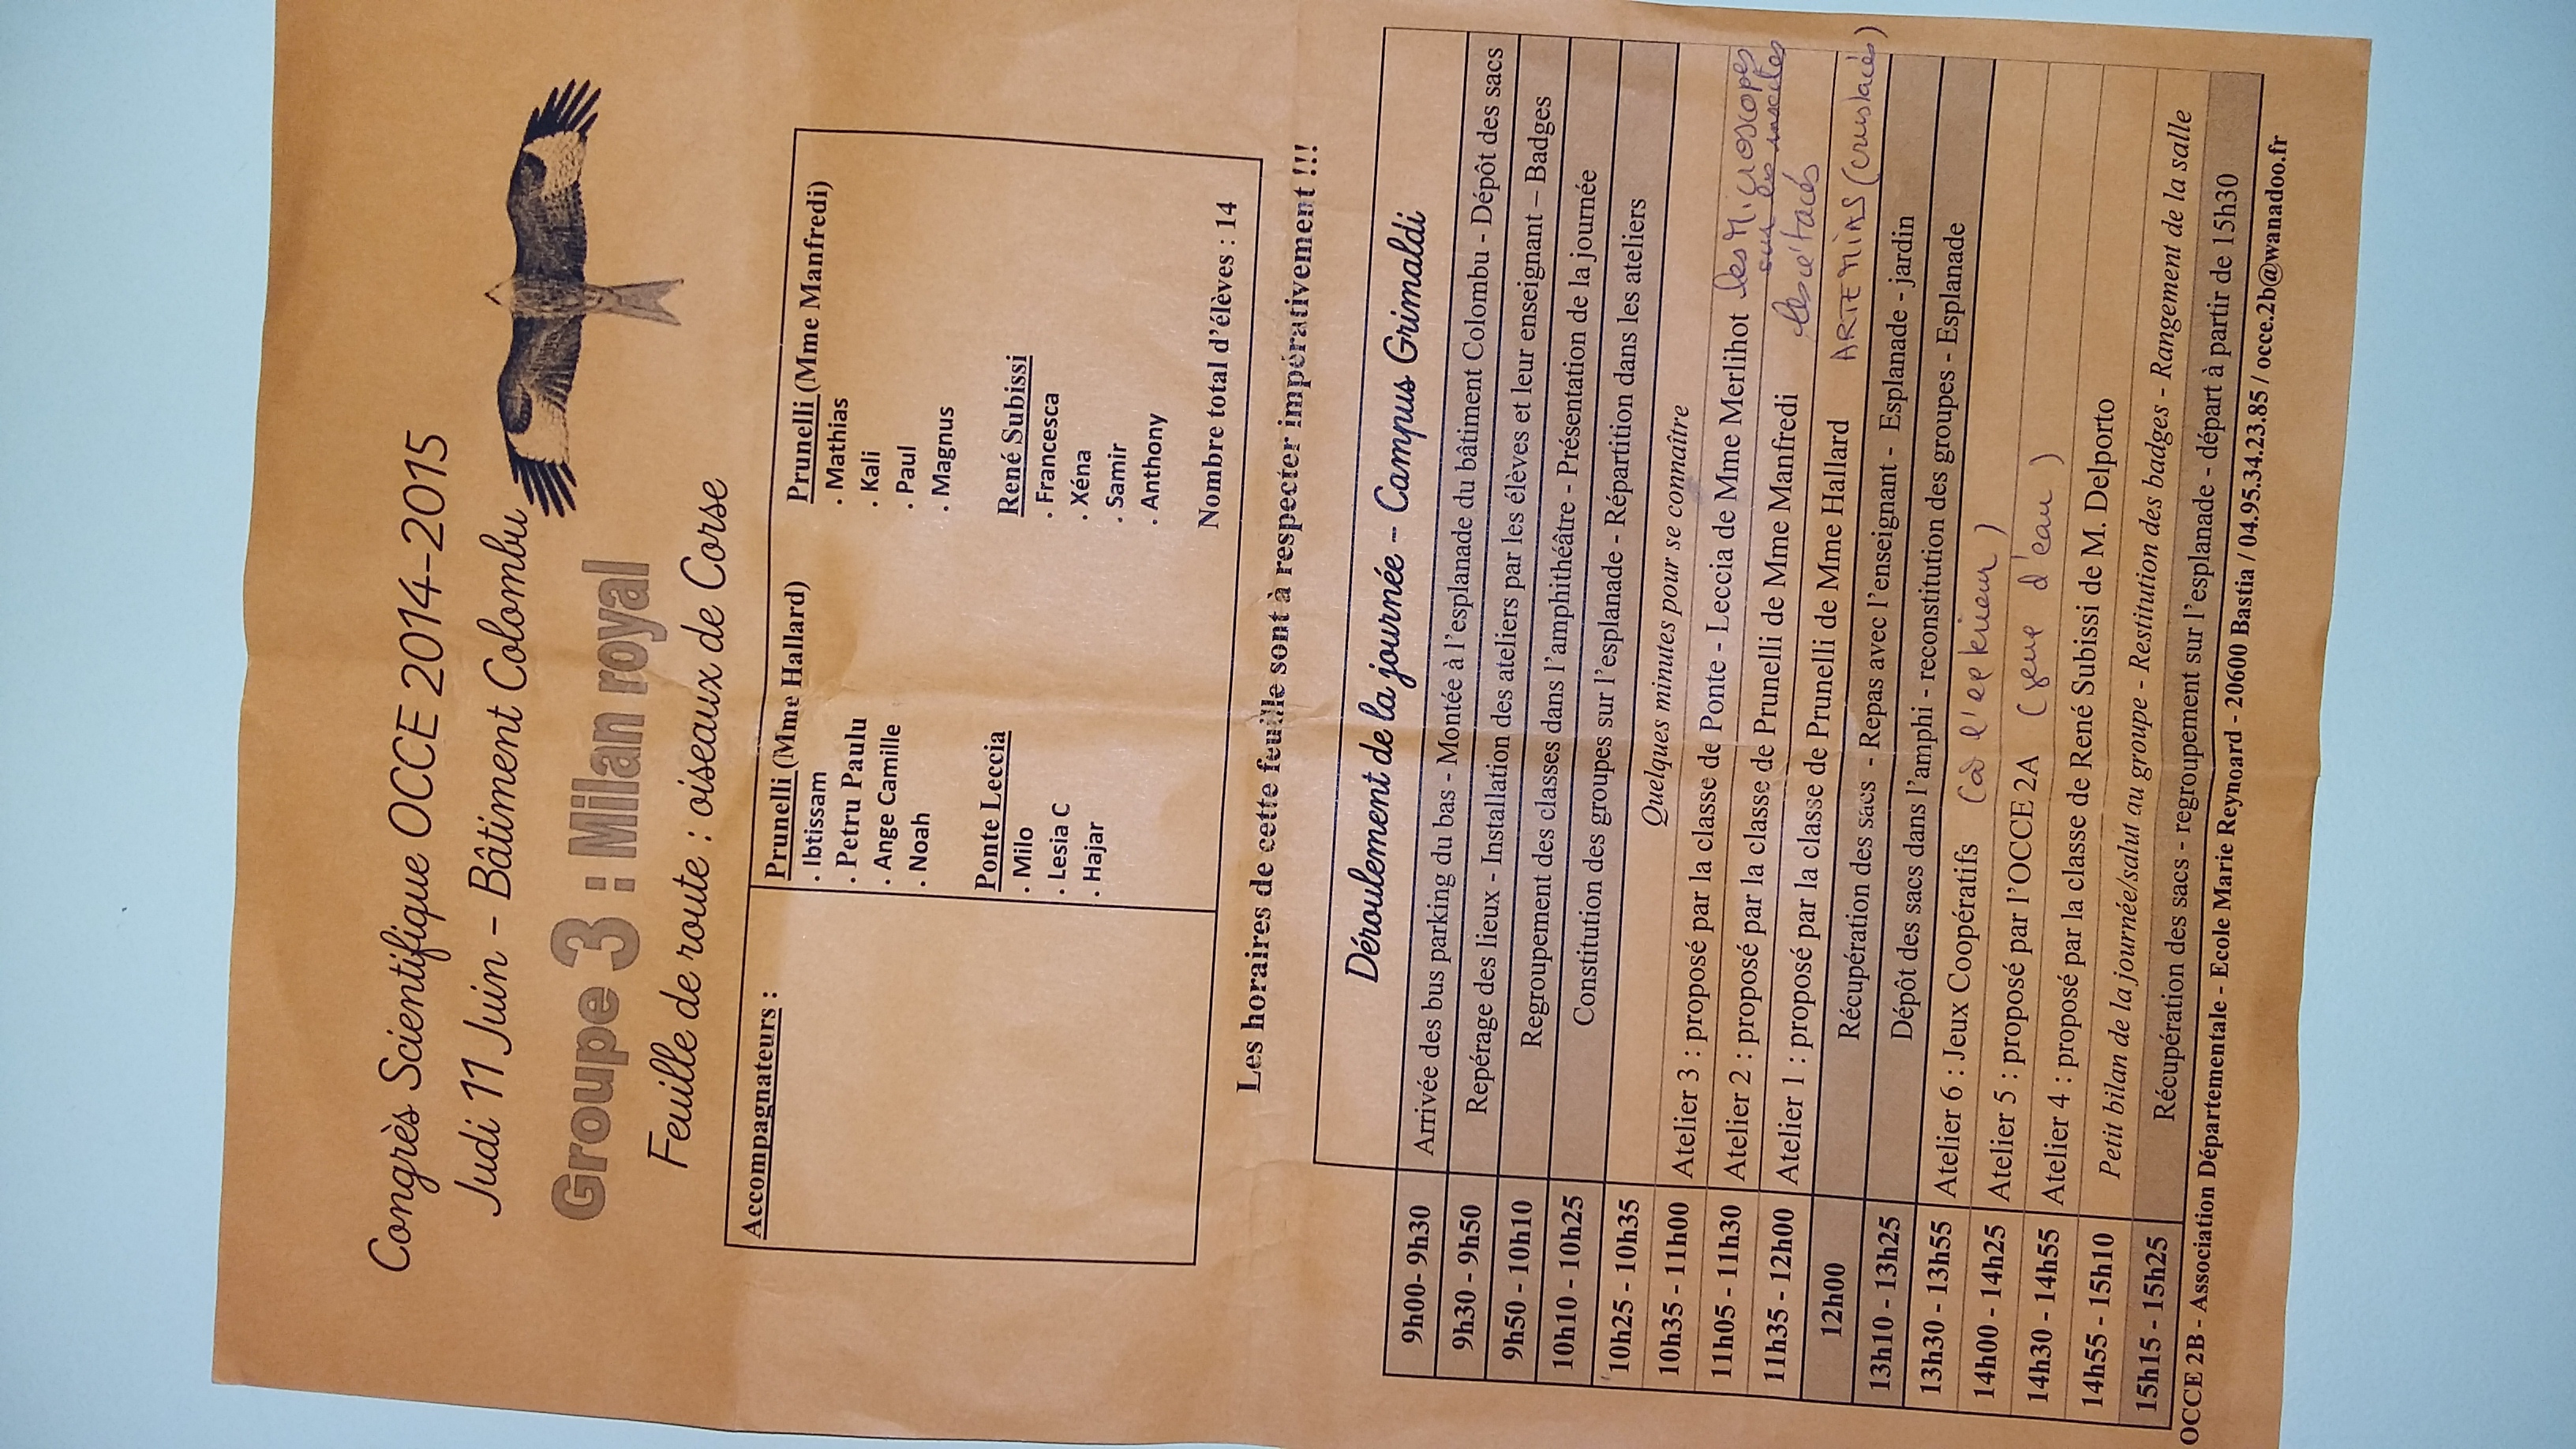 Congrès Scientifique OCCE 2014-2015
Judi 11 Juin - Bâtiment Colombu
Groupe 3 : Milan royal
Feuille de route : oiseaux de Corse
Accompagnateurs :
Prunelli (Mme Hallard)
. Ibtissam
. Petru Paulu
. Ange Camille
. Noah
Ponte Leccia
. Milo
. Lesia C
. Hajar
Prunelli (Mme Manfredi)
. Mathias
. Kali
. Paul
. Magnus
René Subissi
. Francesca
. Xéna
. Samir
. Anthony
Nombre total d'élèves : 14
Les horaires de cette feuille sont à respecter impérativement !!!
Déroulement de la journée - Campus Grimaldi
9h00- 9h30 Arrivée des bus parking du bas - Montée à l'esplanade du bâtiment Colombu - Dépôt des sacs
9h30 - 9h50 Repérage des lieux - Installation des ateliers par les élèves et leur enseignant – Badges
9h50 - 10h10 Regroupement des classes dans l'amphithéâtre - Présentation de la journée
10h10 - 10h25 Constitution des groupes sur l'esplanade - Répartition dans les ateliers
10h25 - 10h35 Quelques minutes pour se connaître
10h35 - 11h00 Atelier 3 : proposé par la classe de Ponte - Leccia de Mme Merlihot les Microscopes
sur les insectes
11h05 - 11h30 Atelier 2 : proposé par la classe de Prunelli de Mme Manfredi les cétacés
11h35 - 12h00 Atelier 1 : proposé par la classe de Prunelli de Mme Hallard ARTEMINS (crustacés)
12h00 Récupération des sacs - Repas avec l'enseignant - Esplanade - jardin
13h10 - 13h25 Dépôt des sacs dans l'amphi - reconstitution des groupes - Esplanade
13h30 - 13h55 Atelier 6 : Jeux Coopératifs (à l'
14h00 - 14h25 Atelier 5 : proposé par l'OCCE 2A ( d'eau )
14h30 - 14h55 Atelier 4 : proposé par la classe de René Subissi de M. Delporto
14h55 - 15h10 Petit bilan de la journée/salut au groupe - Restitution des badges - Rangement de la salle
15h15 - 15h25 Récupération des sacs - regroupement sur l'esplanade - départ à partir de 15h30
OCCE 2B - Association Départementale - Ecole Marie Reynoard - 20600 Bastia / 04.95.34.23.85 / occe.2b@wanadoo.fr